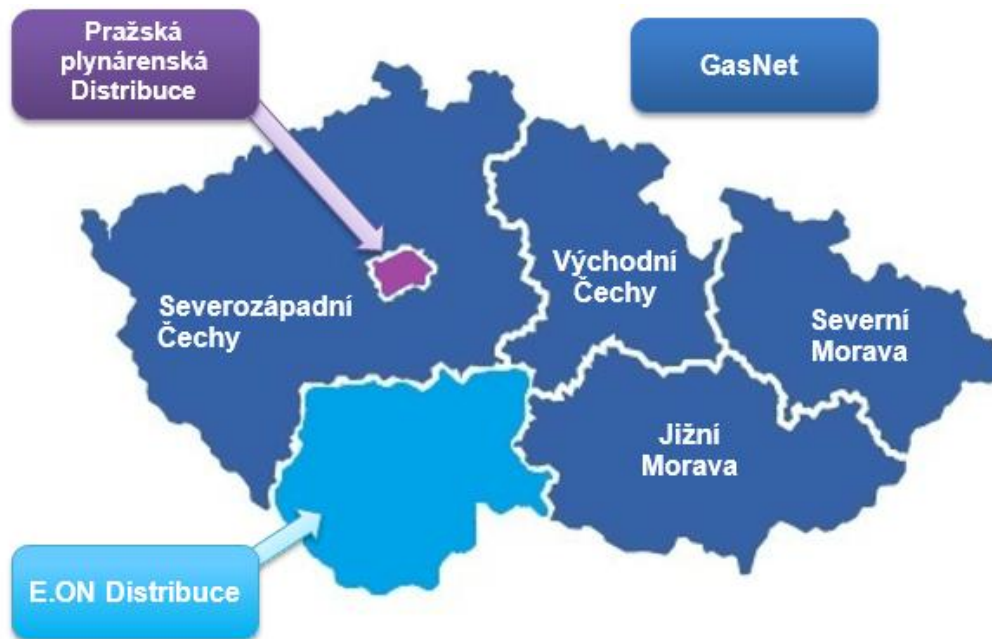 Pražská
plynárenská
Distribuce
GasNet
Východní
Čechy
Severozápadní
Čechy
Severní
Morava
Jižní
Morava
E.ON Distribuce